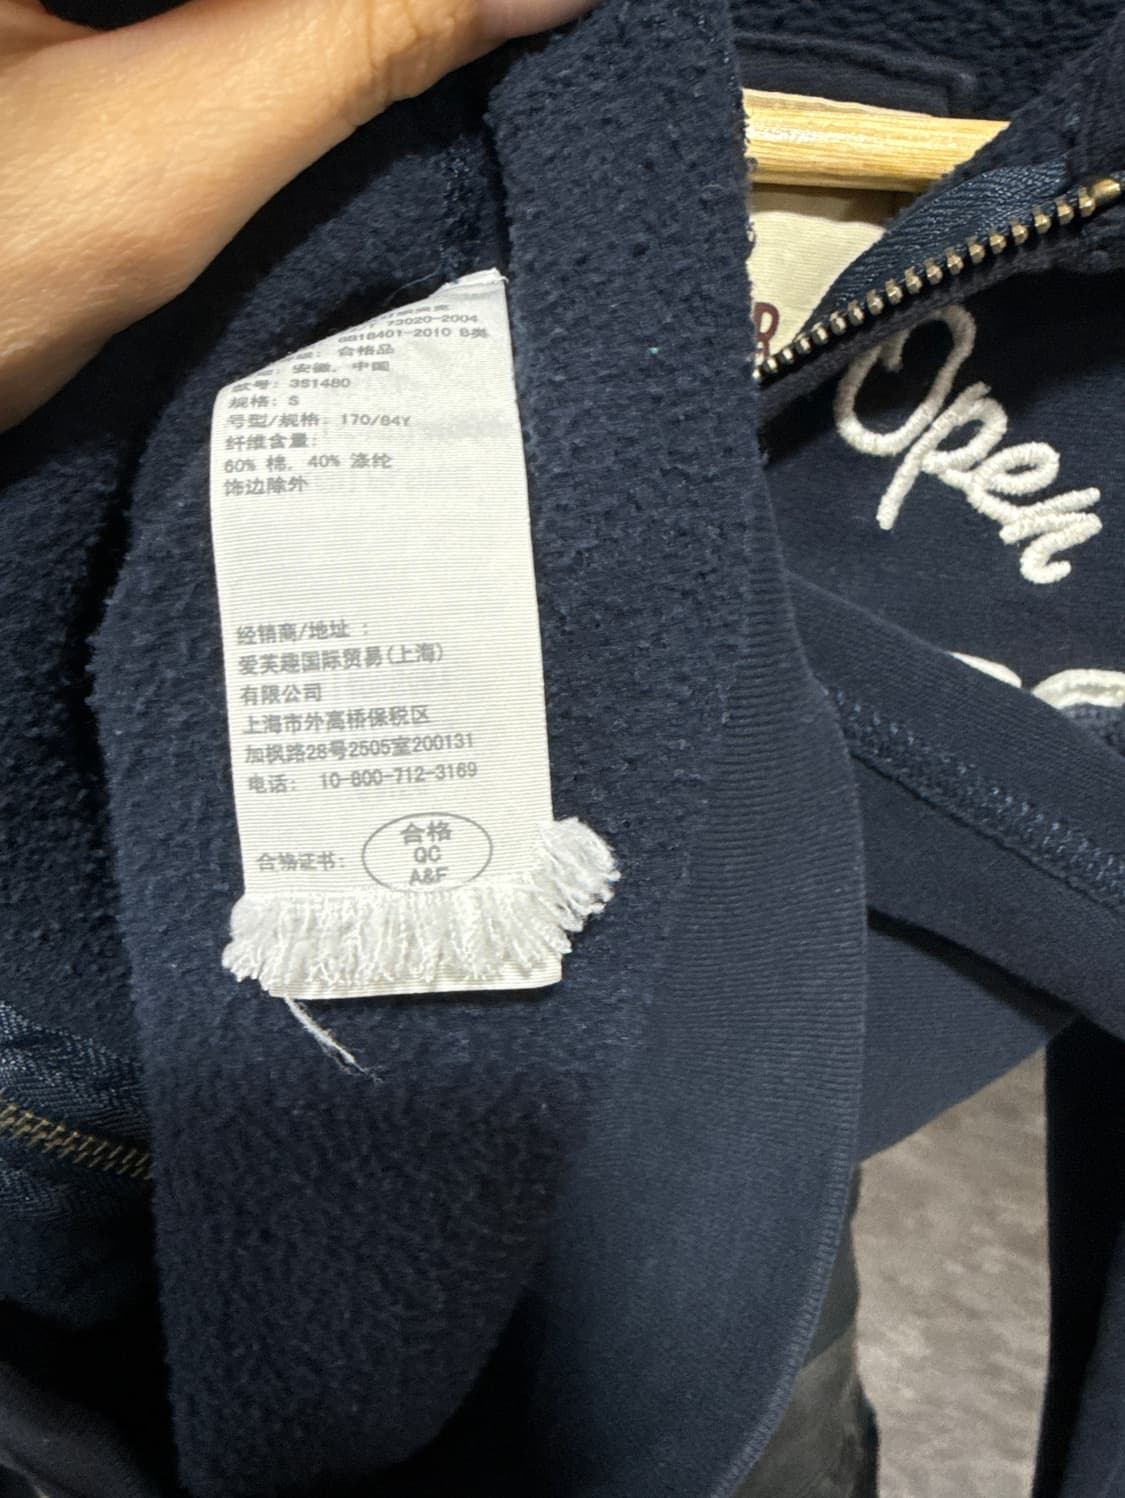 73020-2004
GB18401-2010 B类
合格品
安徽, 中国
款号: 3S1480
规格: S
号型/规格: 170/84Y
纤维含量:
60% 棉, 40% 涤纶
饰边除外
经销商/地址 :
爱芙趣国际贸易(上海)
有限公司
上海市外高桥保税区
加枫路28号2505室200131
电话: 10-800-712-3169
合格证书:
合格
QC
A&F
R
Open